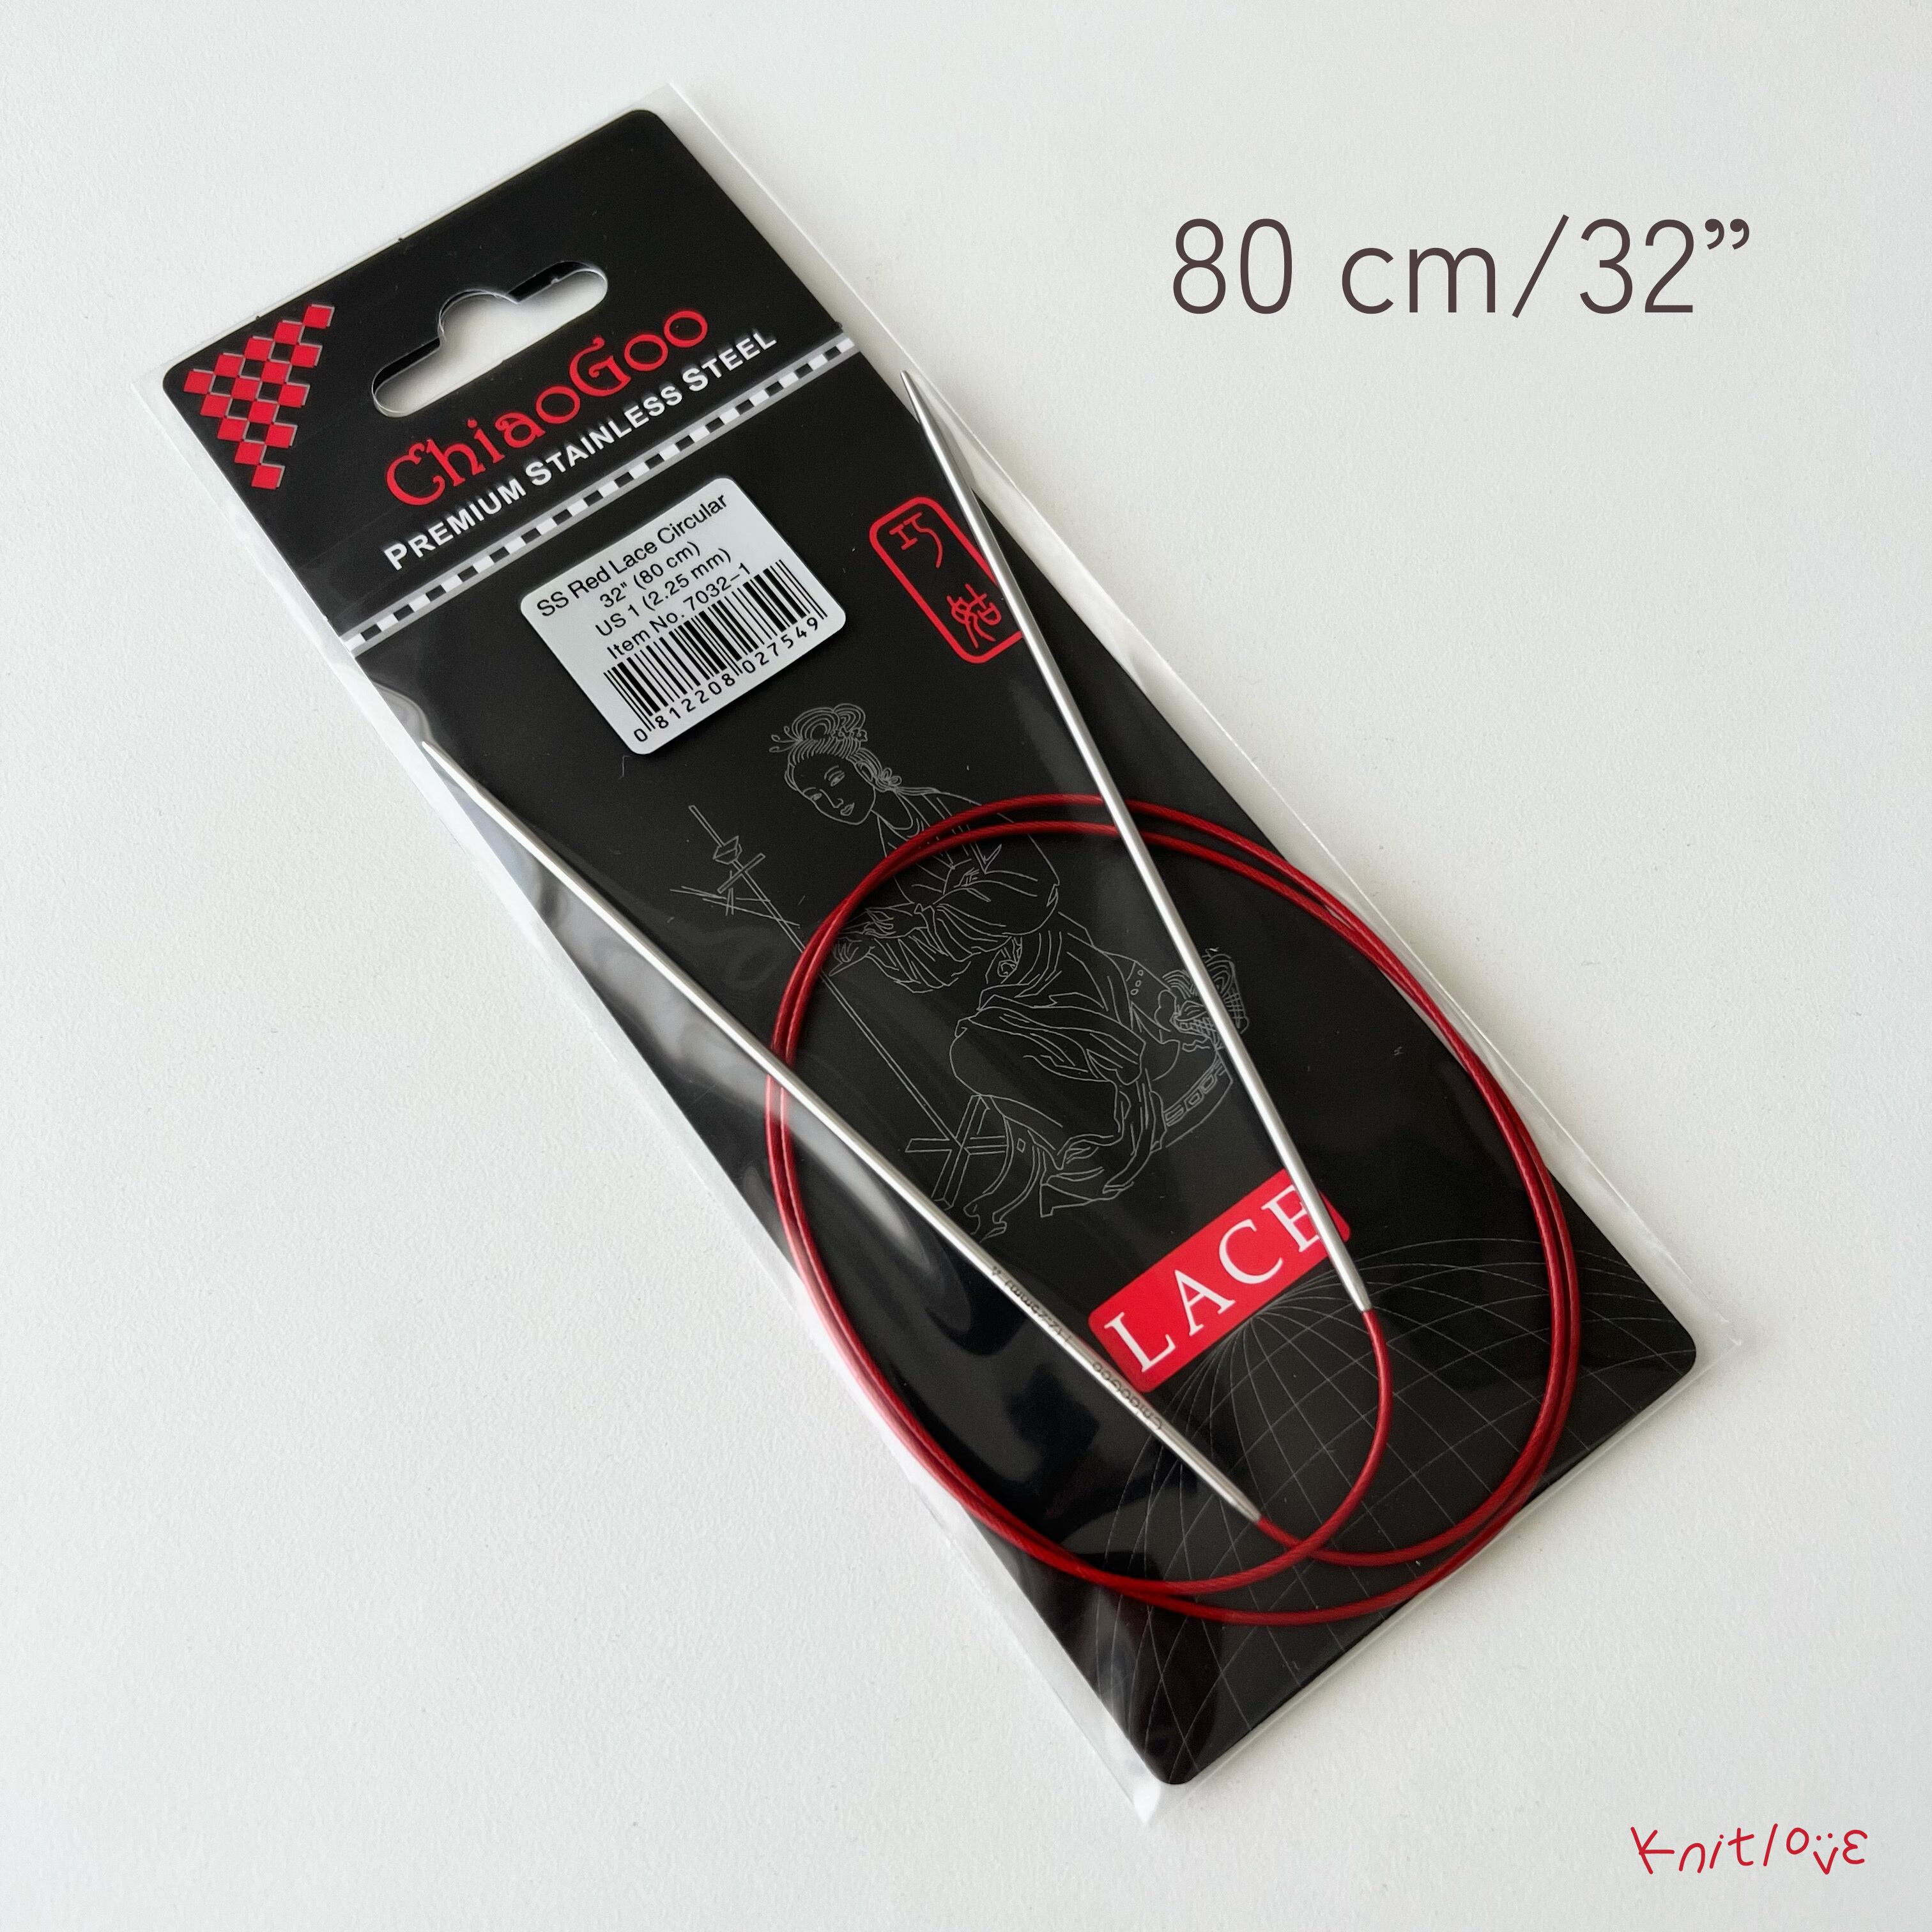 80 cm/32”
ChiaoGoo
PREMIUM STAINLESS STEEL
SS Red Lace Circular
32" (80 cm)
US 1 (2.25 mm)
Item No. 7032-1
0 812208 027549
巧
姑
LACE
ChiaoGoo
Knitlove